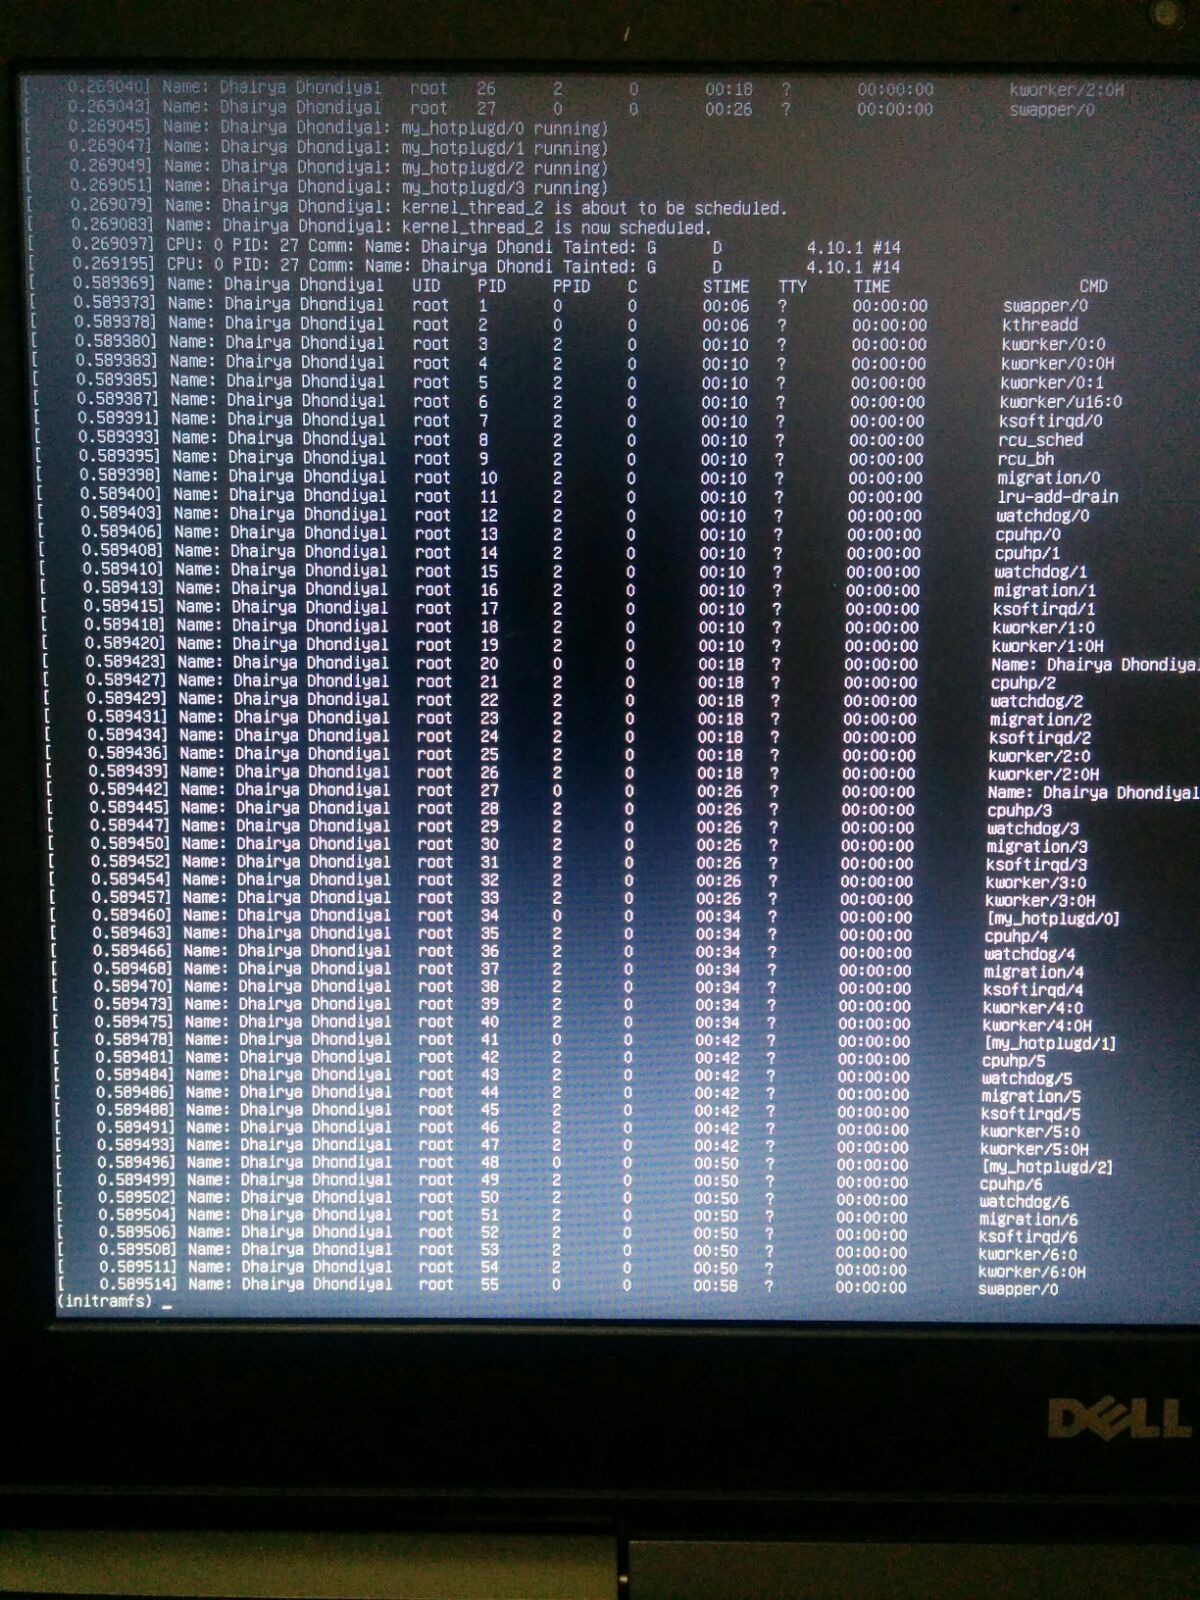 [ 0.269040] Name: Dhairya Dhondiyal root 26 2 0 00:18 ? 00:00:00 kworker/2:0H
[ 0.269043] Name: Dhairya Dhondiyal root 27 0 0 00:26 ? 00:00:00 swapper/0
[ 0.269045] Name: Dhairya Dhondiyal: my_hotplugd/0 running)
[ 0.269047] Name: Dhairya Dhondiyal: my_hotplugd/1 running)
[ 0.269049] Name: Dhairya Dhondiyal: my_hotplugd/2 running)
[ 0.269051] Name: Dhairya Dhondiyal: my_hotplugd/3 running)
[ 0.269079] Name: Dhairya Dhondiyal: kernel_thread_2 is about to be scheduled.
[ 0.269083] Name: Dhairya Dhondiyal: kernel_thread_2 is now scheduled.
[ 0.269097] CPU: 0 PID: 27 Comm: Name: Dhairya Dhondi Tainted: G D 4.10.1 #14
[ 0.269195] CPU: 0 PID: 27 Comm: Name: Dhairya Dhondi Tainted: G D 4.10.1 #14
[ 0.589369] Name: Dhairya Dhondiyal UID PID PPID C STIME TTY TIME CMD
[ 0.589373] Name: Dhairya Dhondiyal root 1 0 0 00:06 ? 00:00:00 swapper/0
[ 0.589378] Name: Dhairya Dhondiyal root 2 0 0 00:06 ? 00:00:00 kthreadd
[ 0.589380] Name: Dhairya Dhondiyal root 3 2 0 00:10 ? 00:00:00 kworker/0:0
[ 0.589383] Name: Dhairya Dhondiyal root 4 2 0 00:10 ? 00:00:00 kworker/0:0H
[ 0.589385] Name: Dhairya Dhondiyal root 5 2 0 00:10 ? 00:00:00 kworker/0:1
[ 0.589387] Name: Dhairya Dhondiyal root 6 2 0 00:10 ? 00:00:00 kworker/u16:0
[ 0.589391] Name: Dhairya Dhondiyal root 7 2 0 00:10 ? 00:00:00 ksoftirqd/0
[ 0.589393] Name: Dhairya Dhondiyal root 8 2 0 00:10 ? 00:00:00 rcu_sched
[ 0.589395] Name: Dhairya Dhondiyal root 9 2 0 00:10 ? 00:00:00 rcu_bh
[ 0.589398] Name: Dhairya Dhondiyal root 10 2 0 00:10 ? 00:00:00 migration/0
[ 0.589400] Name: Dhairya Dhondiyal root 11 2 0 00:10 ? 00:00:00 lru-add-drain
[ 0.589403] Name: Dhairya Dhondiyal root 12 2 0 00:10 ? 00:00:00 watchdog/0
[ 0.589406] Name: Dhairya Dhondiyal root 13 2 0 00:10 ? 00:00:00 cpuhp/0
[ 0.589408] Name: Dhairya Dhondiyal root 14 2 0 00:10 ? 00:00:00 cpuhp/1
[ 0.589410] Name: Dhairya Dhondiyal root 15 2 0 00:10 ? 00:00:00 watchdog/1
[ 0.589413] Name: Dhairya Dhondiyal root 16 2 0 00:10 ? 00:00:00 migration/1
[ 0.589415] Name: Dhairya Dhondiyal root 17 2 0 00:10 ? 00:00:00 ksoftirqd/1
[ 0.589418] Name: Dhairya Dhondiyal root 18 2 0 00:10 ? 00:00:00 kworker/1:0
[ 0.589420] Name: Dhairya Dhondiyal root 19 2 0 00:10 ? 00:00:00 kworker/1:0H
[ 0.589423] Name: Dhairya Dhondiyal root 20 0 0 00:18 ? 00:00:00 Name: Dhairya Dhondiyal
[ 0.589427] Name: Dhairya Dhondiyal root 21 2 0 00:18 ? 00:00:00 cpuhp/2
[ 0.589429] Name: Dhairya Dhondiyal root 22 2 0 00:18 ? 00:00:00 watchdog/2
[ 0.589431] Name: Dhairya Dhondiyal root 23 2 0 00:18 ? 00:00:00 migration/2
[ 0.589434] Name: Dhairya Dhondiyal root 24 2 0 00:18 ? 00:00:00 ksoftirqd/2
[ 0.589436] Name: Dhairya Dhondiyal root 25 2 0 00:18 ? 00:00:00 kworker/2:0
[ 0.589439] Name: Dhairya Dhondiyal root 26 2 0 00:18 ? 00:00:00 kworker/2:0H
[ 0.589442] Name: Dhairya Dhondiyal root 27 0 0 00:26 ? 00:00:00 Name: Dhairya Dhondiyal
[ 0.589445] Name: Dhairya Dhondiyal root 28 2 0 00:26 ? 00:00:00 cpuhp/3
[ 0.589447] Name: Dhairya Dhondiyal root 29 2 0 00:26 ? 00:00:00 watchdog/3
[ 0.589450] Name: Dhairya Dhondiyal root 30 2 0 00:26 ? 00:00:00 migration/3
[ 0.589452] Name: Dhairya Dhondiyal root 31 2 0 00:26 ? 00:00:00 ksoftirqd/3
[ 0.589454] Name: Dhairya Dhondiyal root 32 2 0 00:26 ? 00:00:00 kworker/3:0
[ 0.589457] Name: Dhairya Dhondiyal root 33 2 0 00:26 ? 00:00:00 kworker/3:0H
[ 0.589460] Name: Dhairya Dhondiyal root 34 0 0 00:34 ? 00:00:00 [my_hotplugd/0]
[ 0.589463] Name: Dhairya Dhondiyal root 35 2 0 00:34 ? 00:00:00 cpuhp/4
[ 0.589466] Name: Dhairya Dhondiyal root 36 2 0 00:34 ? 00:00:00 watchdog/4
[ 0.589468] Name: Dhairya Dhondiyal root 37 2 0 00:34 ? 00:00:00 migration/4
[ 0.589470] Name: Dhairya Dhondiyal root 38 2 0 00:34 ? 00:00:00 ksoftirqd/4
[ 0.589473] Name: Dhairya Dhondiyal root 39 2 0 00:34 ? 00:00:00 kworker/4:0
[ 0.589475] Name: Dhairya Dhondiyal root 40 2 0 00:34 ? 00:00:00 kworker/4:0H
[ 0.589478] Name: Dhairya Dhondiyal root 41 0 0 00:42 ? 00:00:00 [my_hotplugd/1]
[ 0.589481] Name: Dhairya Dhondiyal root 42 2 0 00:42 ? 00:00:00 cpuhp/5
[ 0.589484] Name: Dhairya Dhondiyal root 43 2 0 00:42 ? 00:00:00 watchdog/5
[ 0.589486] Name: Dhairya Dhondiyal root 44 2 0 00:42 ? 00:00:00 migration/5
[ 0.589488] Name: Dhairya Dhondiyal root 45 2 0 00:42 ? 00:00:00 ksoftirqd/5
[ 0.589491] Name: Dhairya Dhondiyal root 46 2 0 00:42 ? 00:00:00 kworker/5:0
[ 0.589493] Name: Dhairya Dhondiyal root 47 2 0 00:42 ? 00:00:00 kworker/5:0H
[ 0.589496] Name: Dhairya Dhondiyal root 48 0 0 00:50 ? 00:00:00 [my_hotplugd/2]
[ 0.589499] Name: Dhairya Dhondiyal root 49 2 0 00:50 ? 00:00:00 cpuhp/6
[ 0.589502] Name: Dhairya Dhondiyal root 50 2 0 00:50 ? 00:00:00 watchdog/6
[ 0.589504] Name: Dhairya Dhondiyal root 51 2 0 00:50 ? 00:00:00 migration/6
[ 0.589506] Name: Dhairya Dhondiyal root 52 2 0 00:50 ? 00:00:00 ksoftirqd/6
[ 0.589508] Name: Dhairya Dhondiyal root 53 2 0 00:50 ? 00:00:00 kworker/6:0
[ 0.589511] Name: Dhairya Dhondiyal root 54 2 0 00:50 ? 00:00:00 kworker/6:0H
[ 0.589514] Name: Dhairya Dhondiyal root 55 0 0 00:58 ? 00:00:00 swapper/0
(initramfs) _
DELL